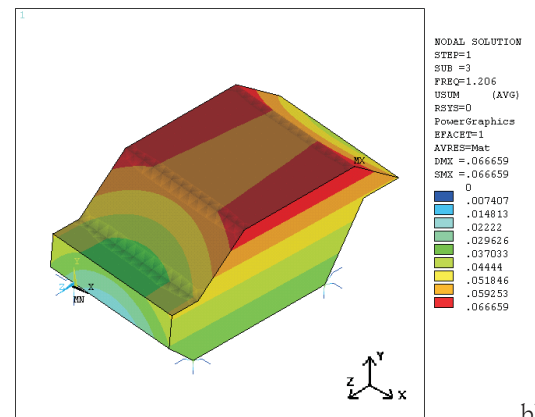 1
NODAL SOLUTION
STEP=1
SUB =3
FREQ=1.206
USUM (AVG)
RSYS=0
PowerGraphics
EFACET=1
AVRES=Mat
DMX =.066659
SMX =.066659
0
.007407
.014813
.02222
.029626
.037033
.04444
.051846
.059253
.066659
MX
Y
Z X
MN
Y
Z X